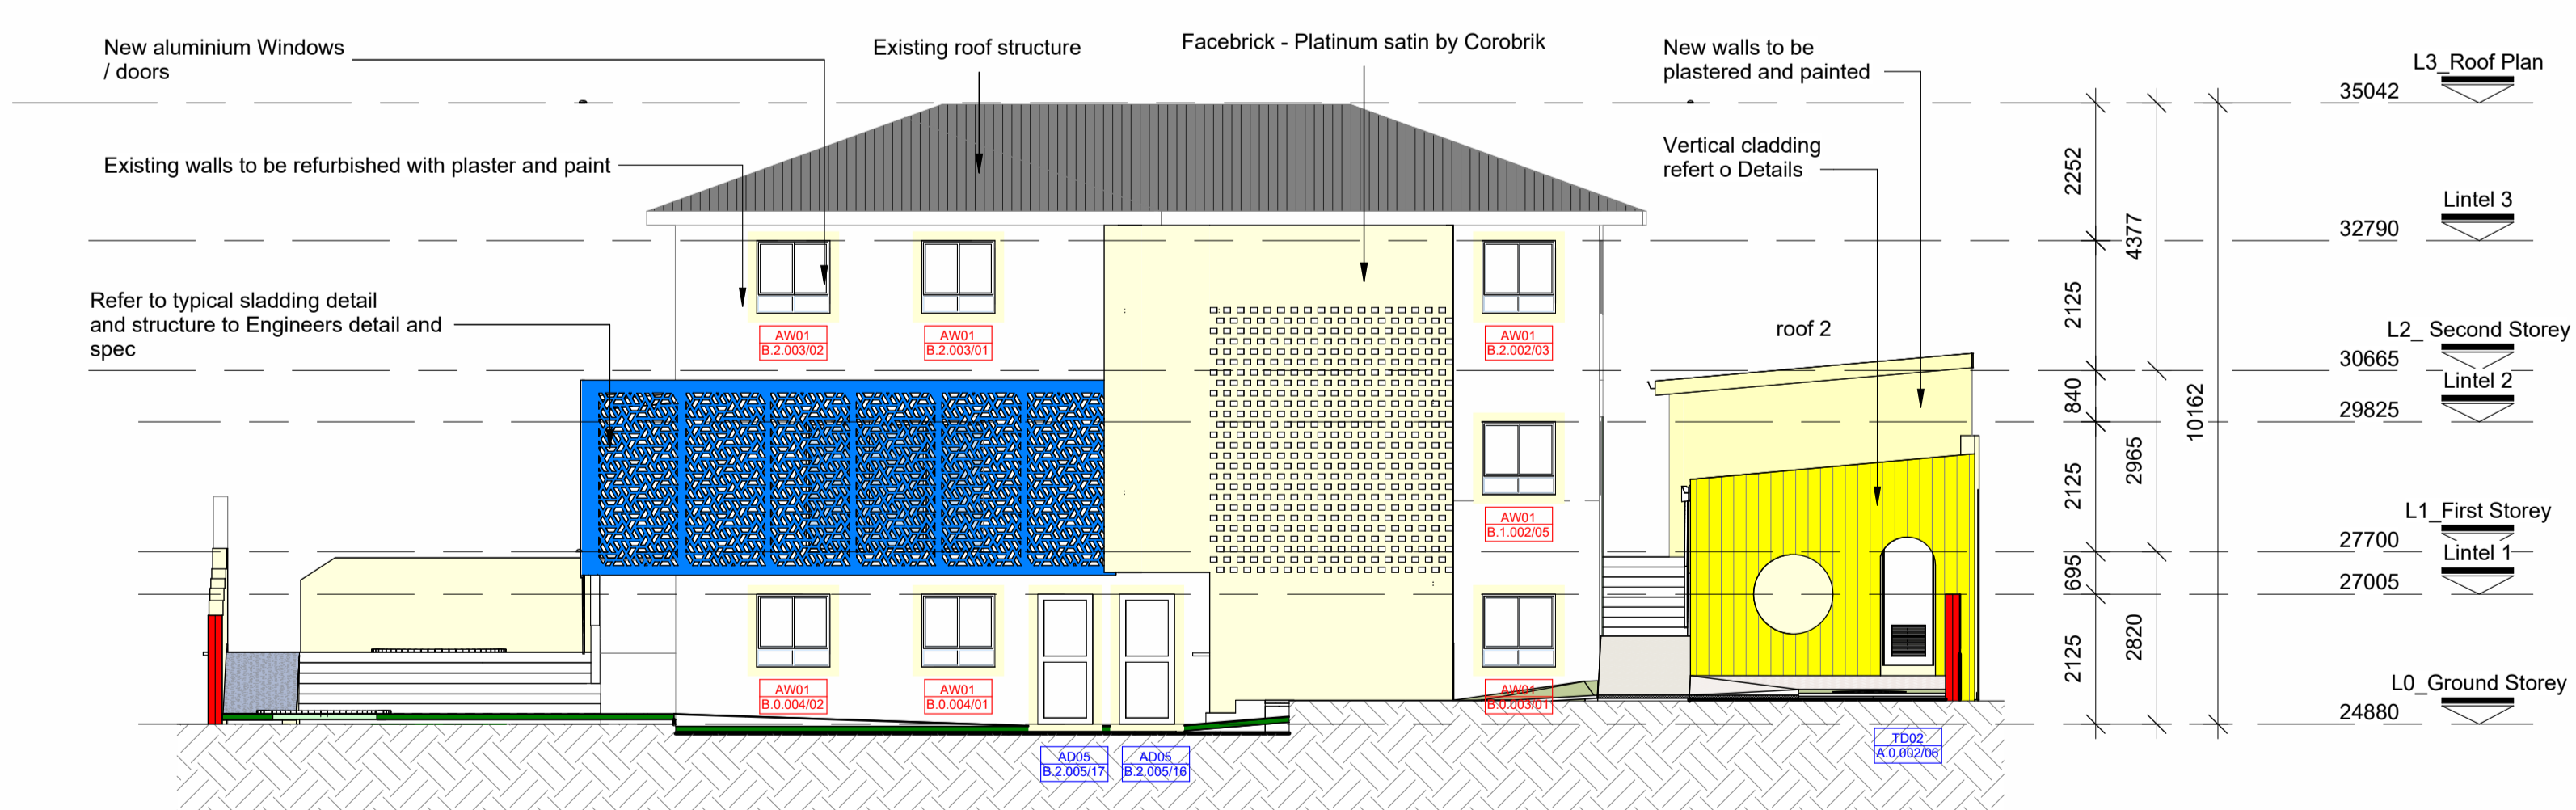 New aluminium Windows
/ doors
Existing roof structure
Facebrick - Platinum satin by Corobrik
New walls to be
plastered and painted
L3_Roof Plan
35042
Existing walls to be refurbished with plaster and paint
Vertical cladding
refert o Details
2252
Lintel 3
32790
4377
Refer to typical sladding detail
and structure to Engineers detail and
spec
2125
roof 2
AW01
B.2.003/02
AW01
B.2.003/01
AW01
B.2.002/03
L2_ Second Storey
30665
840
Lintel 2
29825
10162
2965
2125
AW01
B.1.002/05
L1_First Storey
27700
695
Lintel 1
27005
2820
2125
AW01
B.0.004/02
AW01
B.0.004/01
AW01
B.0.003/01
L0_Ground Storey
24880
AD05
B.2.005/17
AD05
B.2.005/16
TD02
A.0.002/06